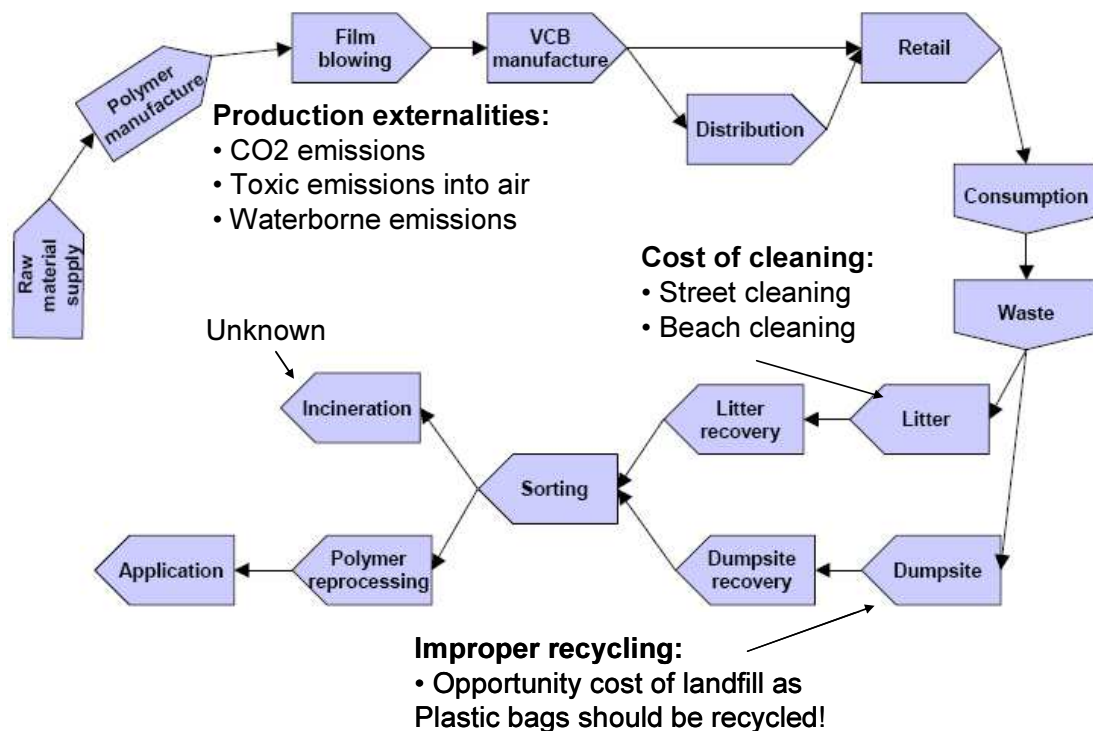 Film
blowing
VCB
manufacture
Retail
Polymer
manufacture
Distribution
Production externalities:
• CO2 emissions
• Toxic emissions into air
• Waterborne emissions
Raw
material
supply
Consumption
Cost of cleaning:
• Street cleaning
• Beach cleaning
Waste
Unknown
Incineration
Litter
recovery
Litter
Sorting
Application
Polymer
reprocessing
Dumpsite
recovery
Dumpsite
Improper recycling:
• Opportunity cost of landfill as
Plastic bags should be recycled!